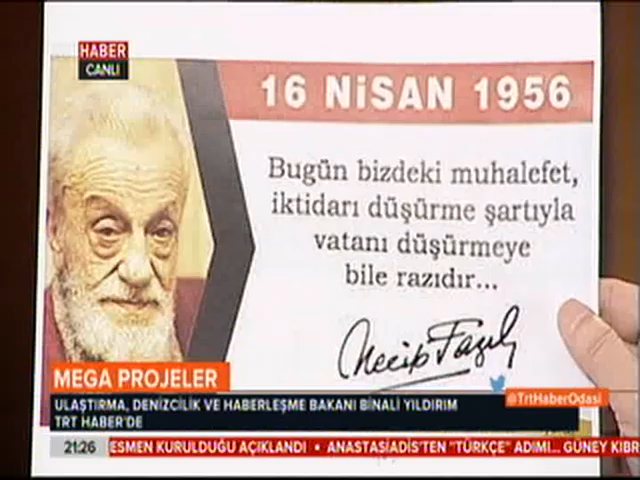 HABER
CANLI
16 NİSAN 1956
Bugün bizdeki muhalefet,
iktidarı düşürme şartıyla
vatanı düşürmeye
bile razıdır...
Necip Fazıl
MEGA PROJELER
@TrtHaberOdasi
ULAŞTIRMA, DENİZCİLİK VE HABERLEŞME BAKANI BİNALİ YILDIRIM
TRT HABER'DE
21:26 ESMEN KURULDUĞU AÇIKLANDI • ANASTASİADİS'TEN "TÜRKÇE" ADIMI... GÜNEY KIBR